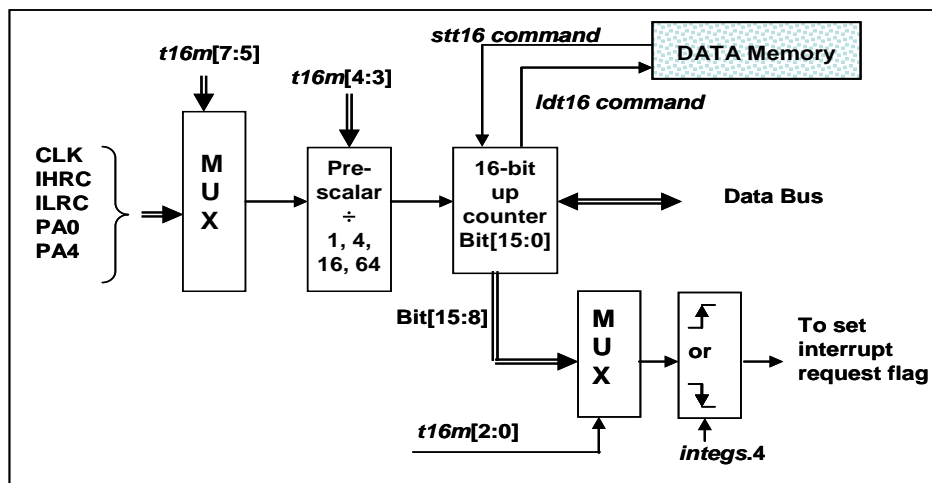 stt16 command
DATA Memory
t16m[7:5]
t16m[4:3]
ldt16 command
CLK
IHRC
ILRC
PA0
PA4
M
U
X
Pre-
scalar
÷
1, 4,
16, 64
16-bit
up
counter
Bit[15:0]
Data Bus
Bit[15:8]
M
U
X
or
To set
interrupt
request flag
t16m[2:0]
integs.4